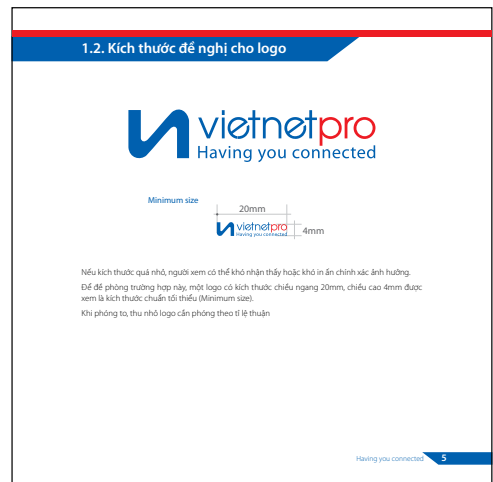 1.2. Kích thước đề nghị cho logo
vietnetpro
Having you connected
Minimum size
20mm
vietnetpro
Having you connected
4mm
Nếu kích thước quá nhỏ, người xem có thể khó nhận thấy hoặc khó in ấn chính xác ảnh hưởng.
Để đề phòng trường hợp này, một logo có kích thước chiều ngang 20mm, chiều cao 4mm được
xem là kích thước chuẩn tối thiểu (Minimum size).
Khi phóng to, thu nhỏ logo cần phóng theo tỉ lệ thuận
Having you connected 5